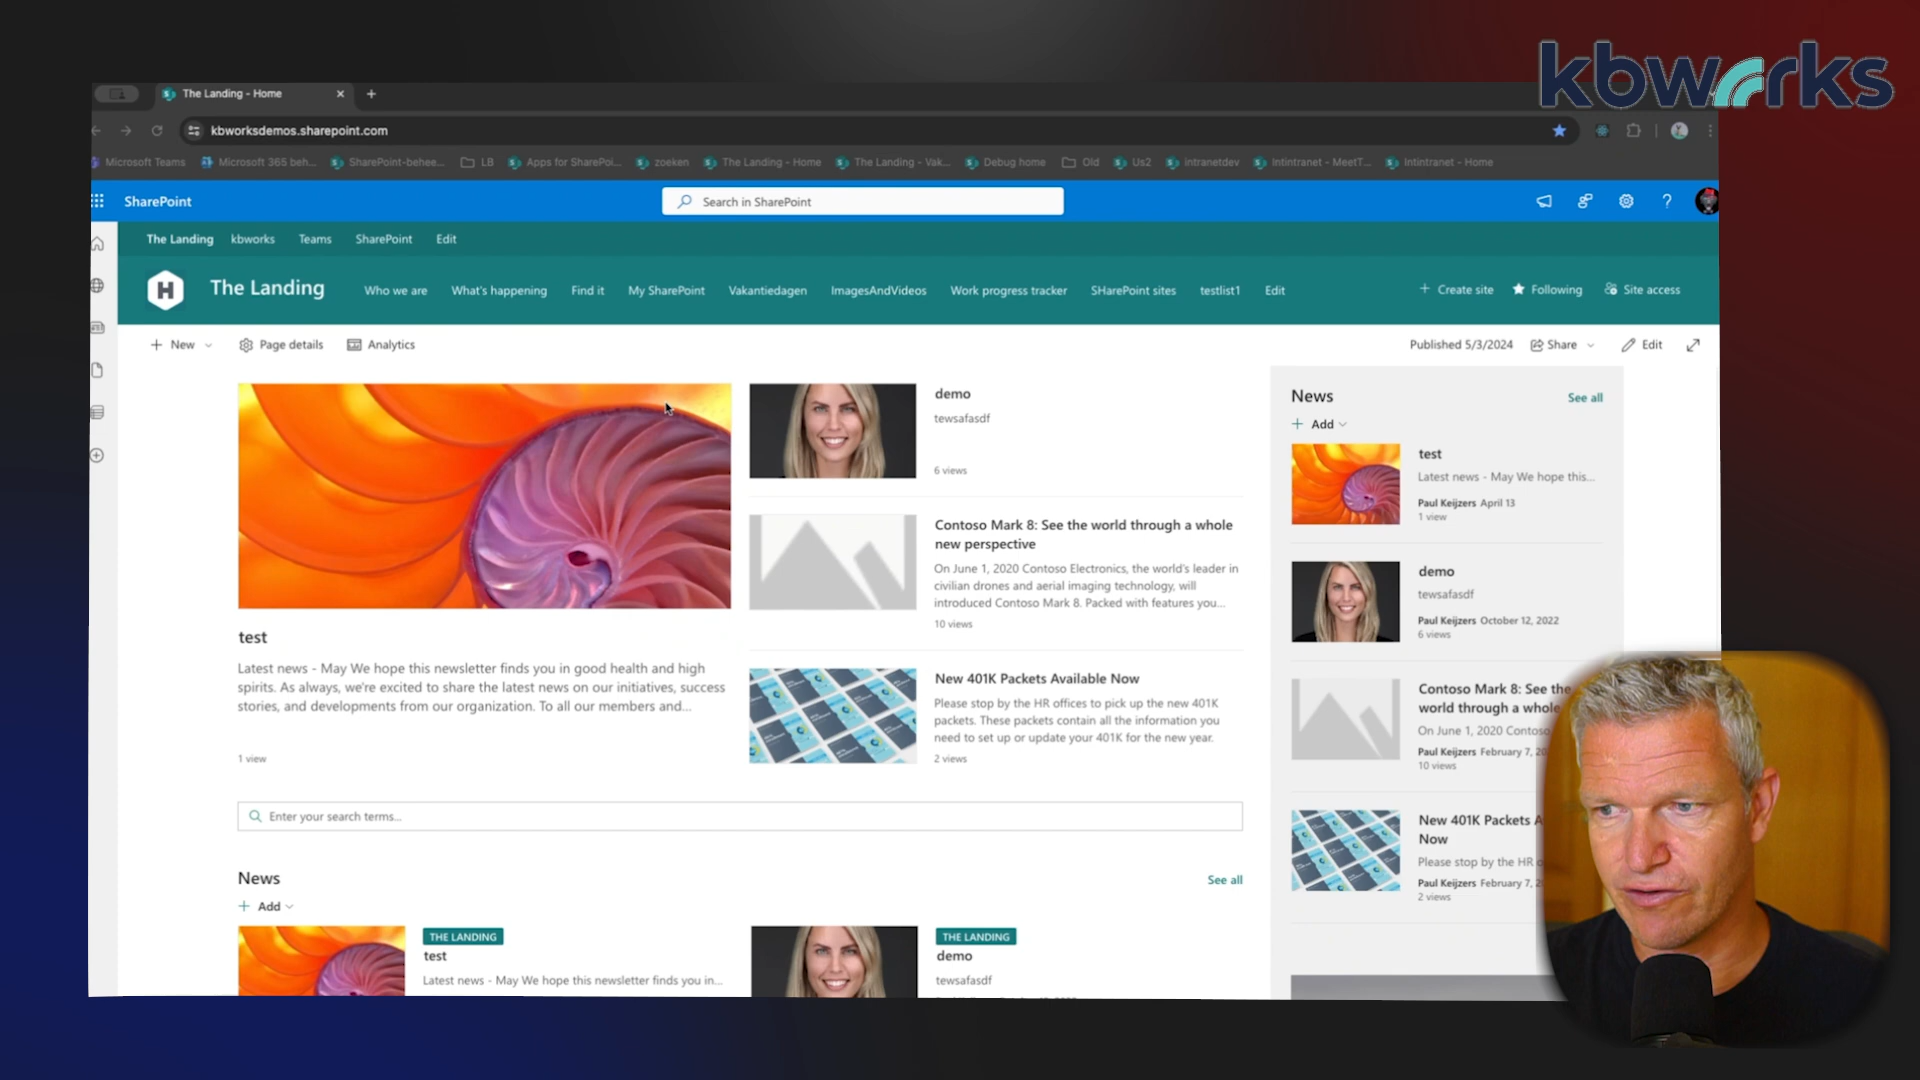 kbworks
The Landing - Home
kbworksdemos.sharepoint.com
Microsoft Teams
Microsoft 365 beh...
SharePoint-behee...
LB
Apps for SharePoi...
zoeken
The Landing - Home
The Landing - Vak...
Debug home
Old
Us2
intranetdev
Intintranet - MeetT...
Intintranet - Home
SharePoint
Search in SharePoint
The Landing
kbworks
Teams
SharePoint
Edit
H
The Landing
Who we are
What's happening
Find it
My SharePoint
Vakantiedagen
ImagesAndVideos
Work progress tracker
SHarePoint sites
testlist1
Edit
Create site
Following
Site access
New
Page details
Analytics
Published 5/3/2024
Share
Edit
test
Latest news - May We hope this newsletter finds you in good health and high
spirits. As always, we're excited to share the latest news on our initiatives, success
stories, and developments from our organization. To all our members and...
1 view
demo
tewsafasdf
6 views
Contoso Mark 8: See the world through a whole
new perspective
On June 1, 2020 Contoso Electronics, the world's leader in
civilian drones and aerial imaging technology, will
introduced Contoso Mark 8. Packed with features you...
10 views
New 401K Packets Available Now
Please stop by the HR offices to pick up the new 401K
packets. These packets contain all the information you
need to set up or update your 401K for the new year.
2 views
News
See all
Add
test
Latest news - May We hope this...
Paul Keijzers April 13
1 view
demo
tewsafasdf
Paul Keijzers October 12, 2022
6 views
Contoso Mark 8: See the
world through a whole
On June 1, 2020 Contoso
Paul Keijzers February 7, 20
10 views
New 401K Packets A
Now
Please stop by the HR
Paul Keijzers February 7, 2
2 views
Enter your search terms...
News
See all
Add
THE LANDING
test
Latest news - May We hope this newsletter finds you in...
THE LANDING
demo
tewsafasdf